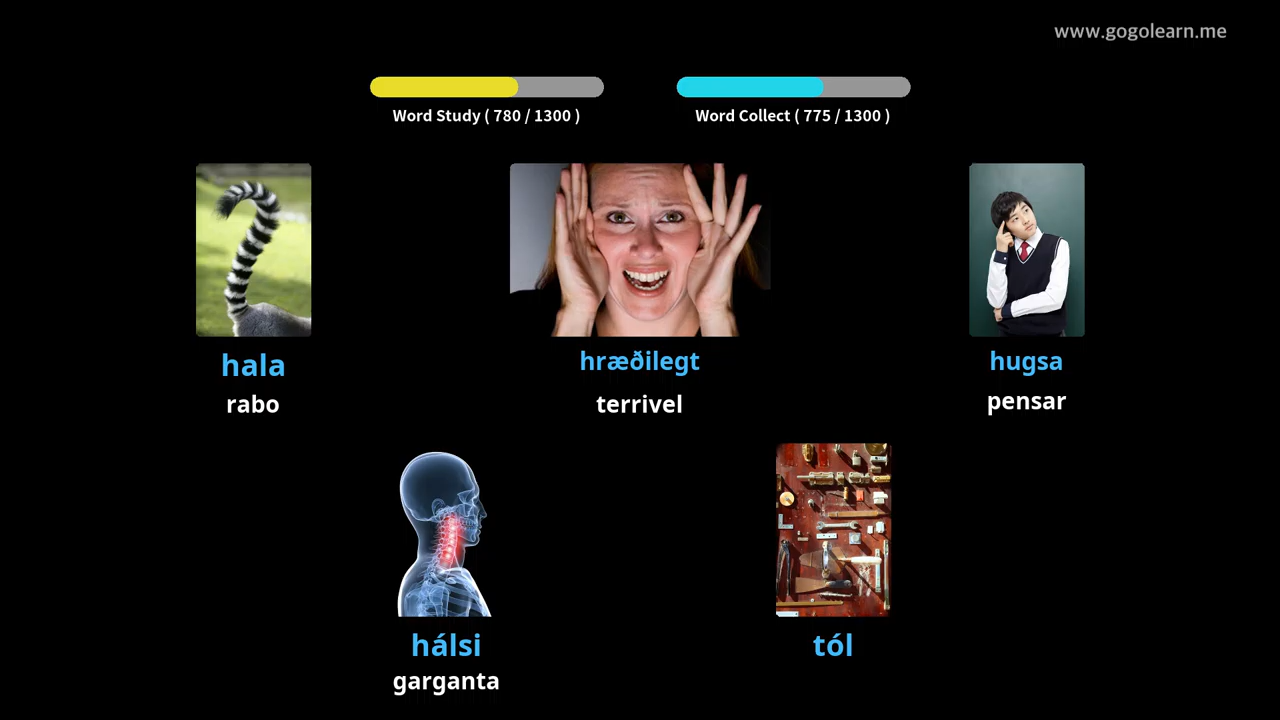 www.gogolearn.me
Word Study ( 780 / 1300 )
Word Collect ( 775 / 1300 )
hala
hræðilegt
hugsa
rabo
terrivel
pensar
hálsi
tól
garganta